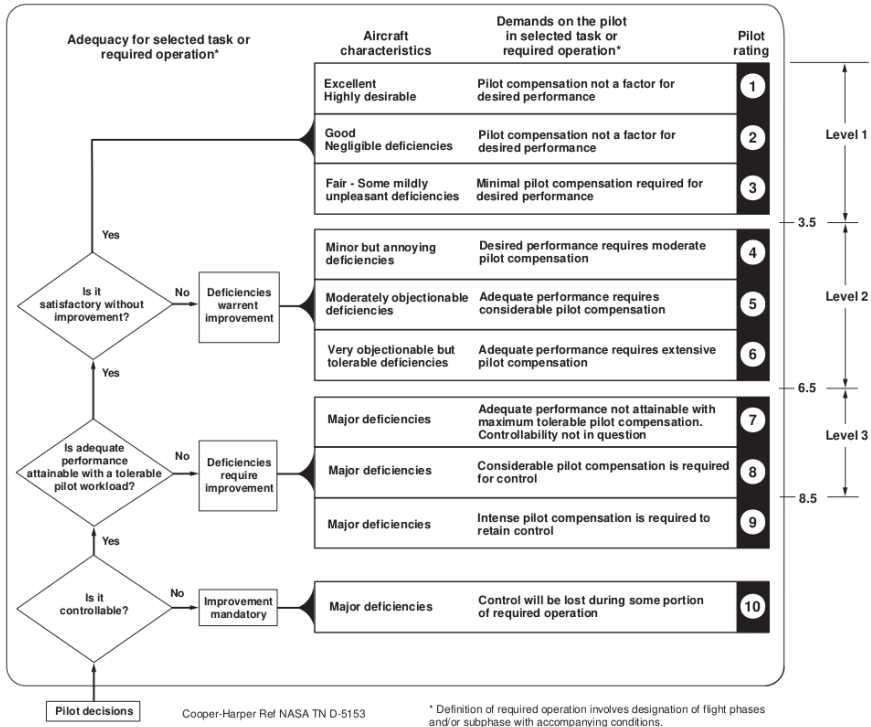 Adequacy for selected task or
required operation*
Aircraft
characteristics
Demands on the pilot
in selected task or
required operation*
Pilot
rating
Excellent
Highly desirable
Pilot compensation not a factor for
desired performance
1
Good
Negligible deficiencies
Pilot compensation not a factor for
desired performance
2
Fair - Some mildly
unpleasant deficiencies
Minimal pilot compensation required for
desired performance
3
Level 1
3.5
Yes
Is it
satisfactory without
improvement?
No
Deficiencies
warrent
improvement
Minor but annoying
deficiencies
Desired performance requires moderate
pilot compensation
4
Moderately objectionable
deficiencies
Adequate performance requires
considerable pilot compensation
5
Very objectionable but
tolerable deficiencies
Adequate performance requires extensive
pilot compensation
6
Level 2
6.5
Yes
Is adequate
performance
attainable with a tolerable
pilot workload?
No
Deficiencies
require
improvement
Major deficiencies
Adequate performance not attainable with
maximum tolerable pilot compensation.
Controllability not in question
7
Major deficiencies
Considerable pilot compensation is required
for control
8
Major deficiencies
Intense pilot compensation is required to
retain control
9
Level 3
8.5
Yes
Is it
controllable?
No
Improvement
mandatory
Major deficiencies
Control will be lost during some portion
of required operation
10
Pilot decisions
Cooper-Harper Ref NASA TN D-5153
* Definition of required operation involves designation of flight phases
and/or subphase with accompanying conditions.